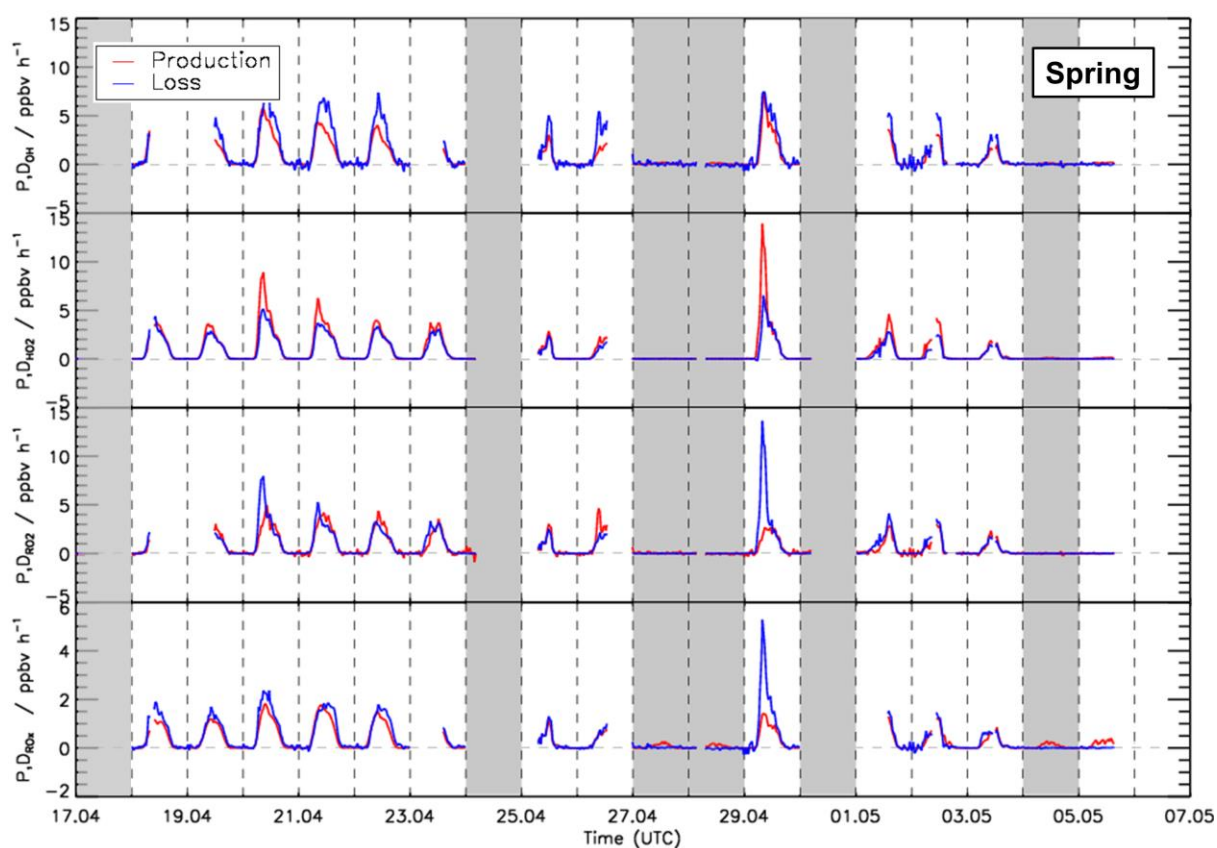 15
10
5
0
-5
P,D_OH / ppbv h⁻¹
Production
Loss
Spring
15
10
5
0
-5
P,D_HO2 / ppbv h⁻¹
15
10
5
0
-5
P,D_RO2 / ppbv h⁻¹
6
4
2
0
-2
P,D_ROx / ppbv h⁻¹
17.04 19.04 21.04 23.04 25.04 27.04 29.04 01.05 03.05 05.05 07.05
Time (UTC)